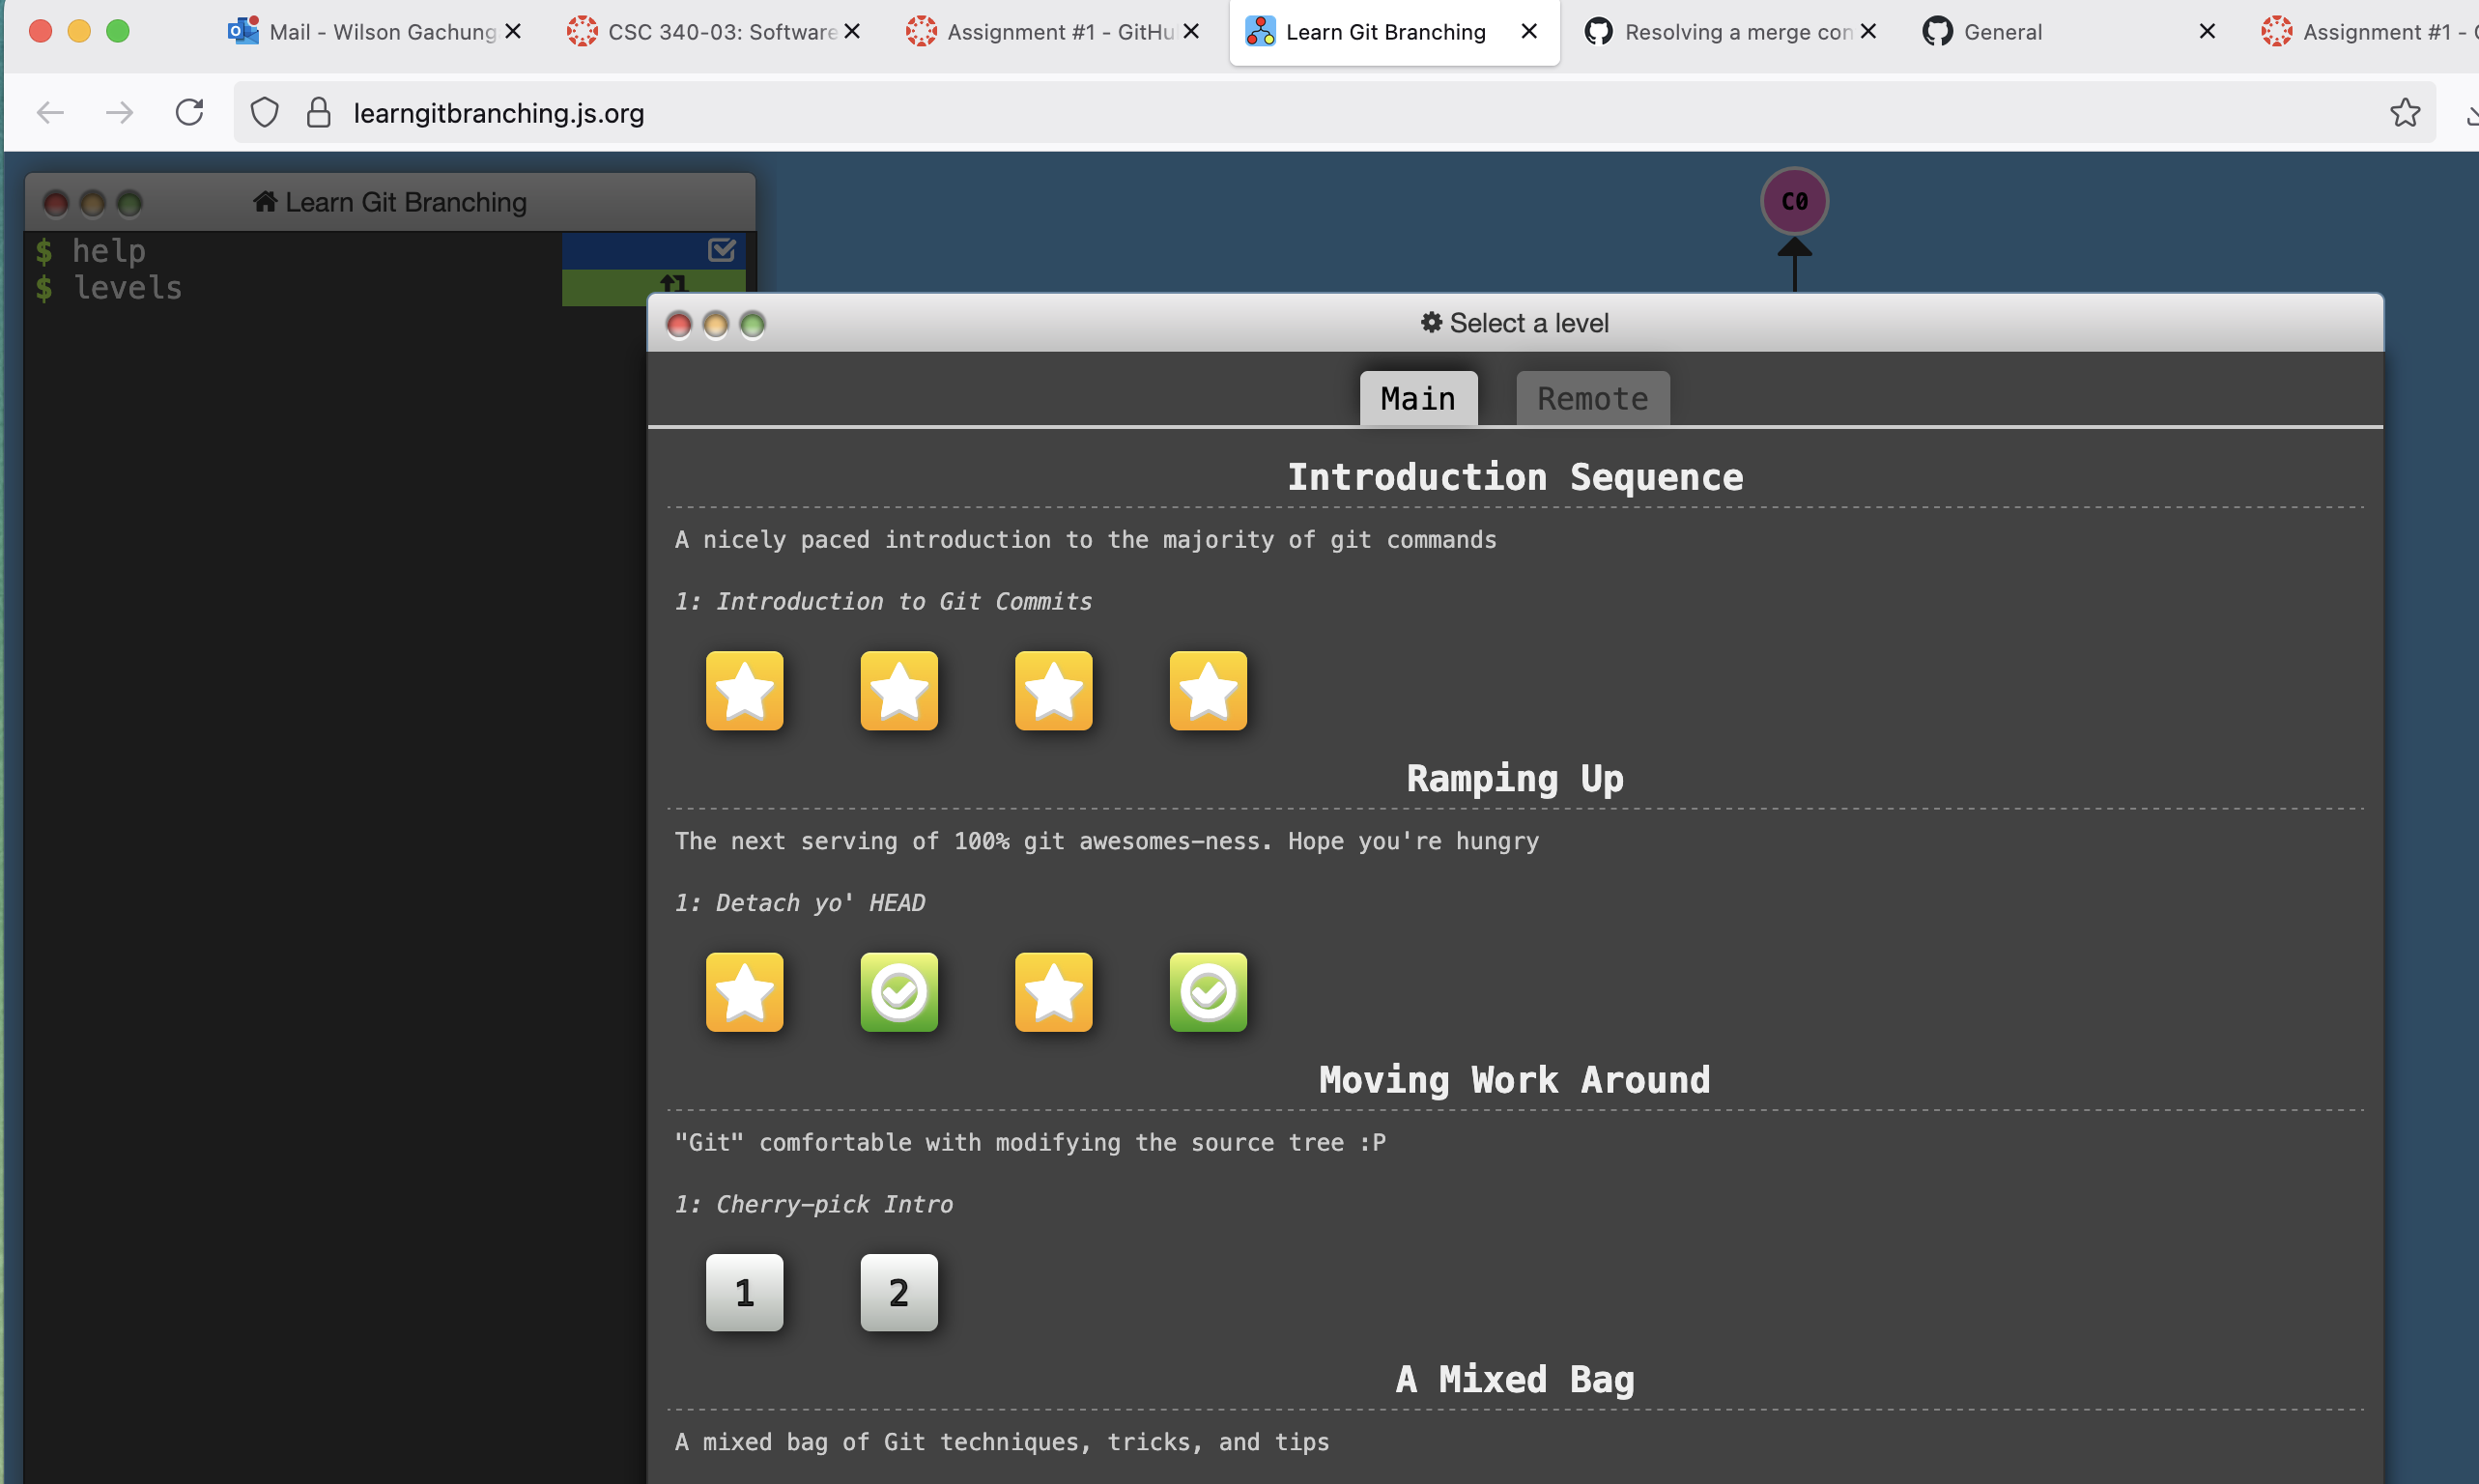 Mail - Wilson Gachung
CSC 340-03: Software
Assignment #1 - GitHu
Learn Git Branching
Resolving a merge con
General
Assignment #1 -
learngitbranching.js.org
Learn Git Branching
C0
$ help
$ levels
Select a level
Main
Remote
Introduction Sequence
A nicely paced introduction to the majority of git commands
1: Introduction to Git Commits
Ramping Up
The next serving of 100% git awesomes-ness. Hope you're hungry
1: Detach yo' HEAD
Moving Work Around
"Git" comfortable with modifying the source tree :P
1: Cherry-pick Intro
1
2
A Mixed Bag
A mixed bag of Git techniques, tricks, and tips